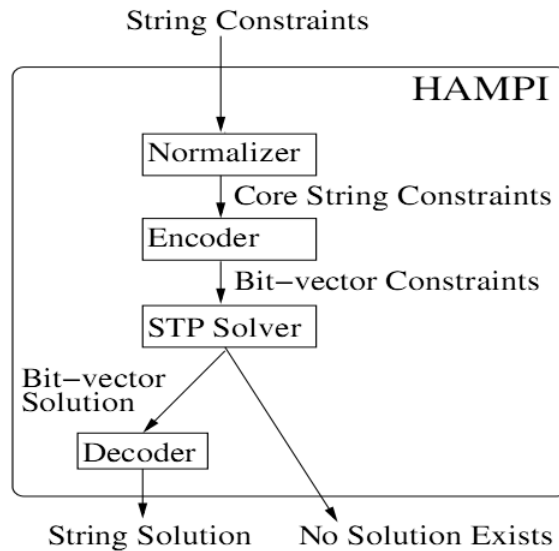 String Constraints
HAMPI
Normalizer
Core String Constraints
Encoder
Bit−vector Constraints
STP Solver
Bit−vector
Solution
Decoder
String Solution
No Solution Exists